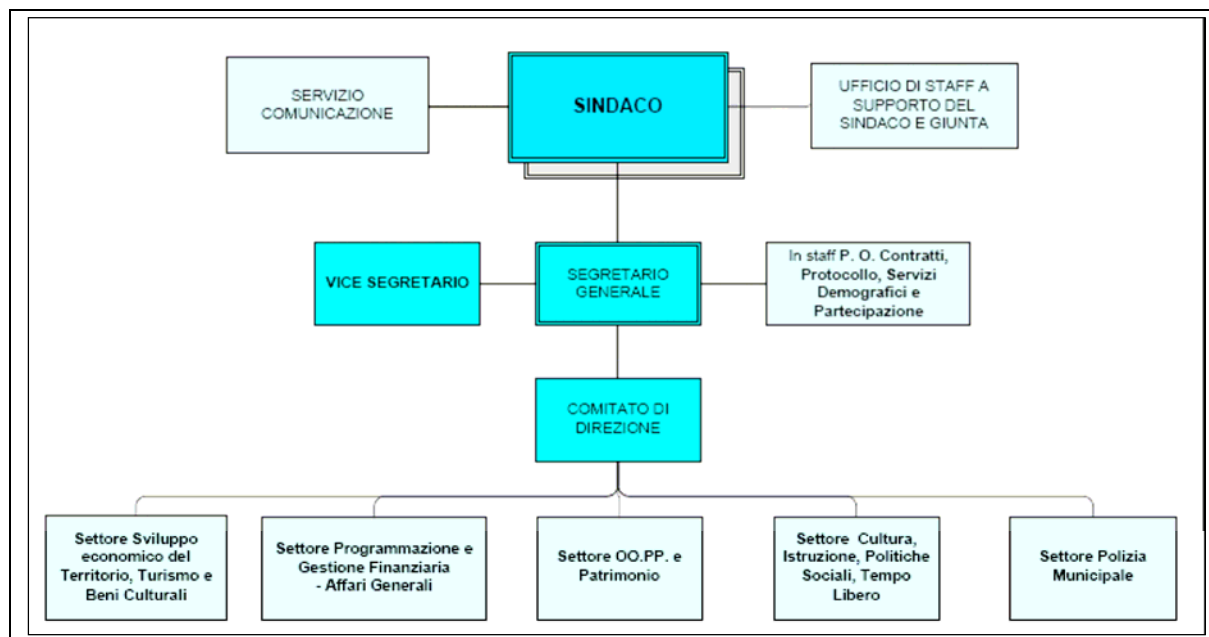 SERVIZIO
COMUNICAZIONE
SINDACO
UFFICIO DI STAFF A
SUPPORTO DEL
SINDACO E GIUNTA
VICE SEGRETARIO
SEGRETARIO
GENERALE
In staff P. O. Contratti,
Protocollo, Servizi
Demografici e
Partecipazione
COMITATO DI
DIREZIONE
Settore Sviluppo
economico del
Territorio, Turismo e
Beni Culturali
Settore Programmazione e
Gestione Finanziaria
- Affari Generali
Settore OO.PP. e
Patrimonio
Settore Cultura,
Istruzione, Politiche
Sociali, Tempo
Libero
Settore Polizia
Municipale